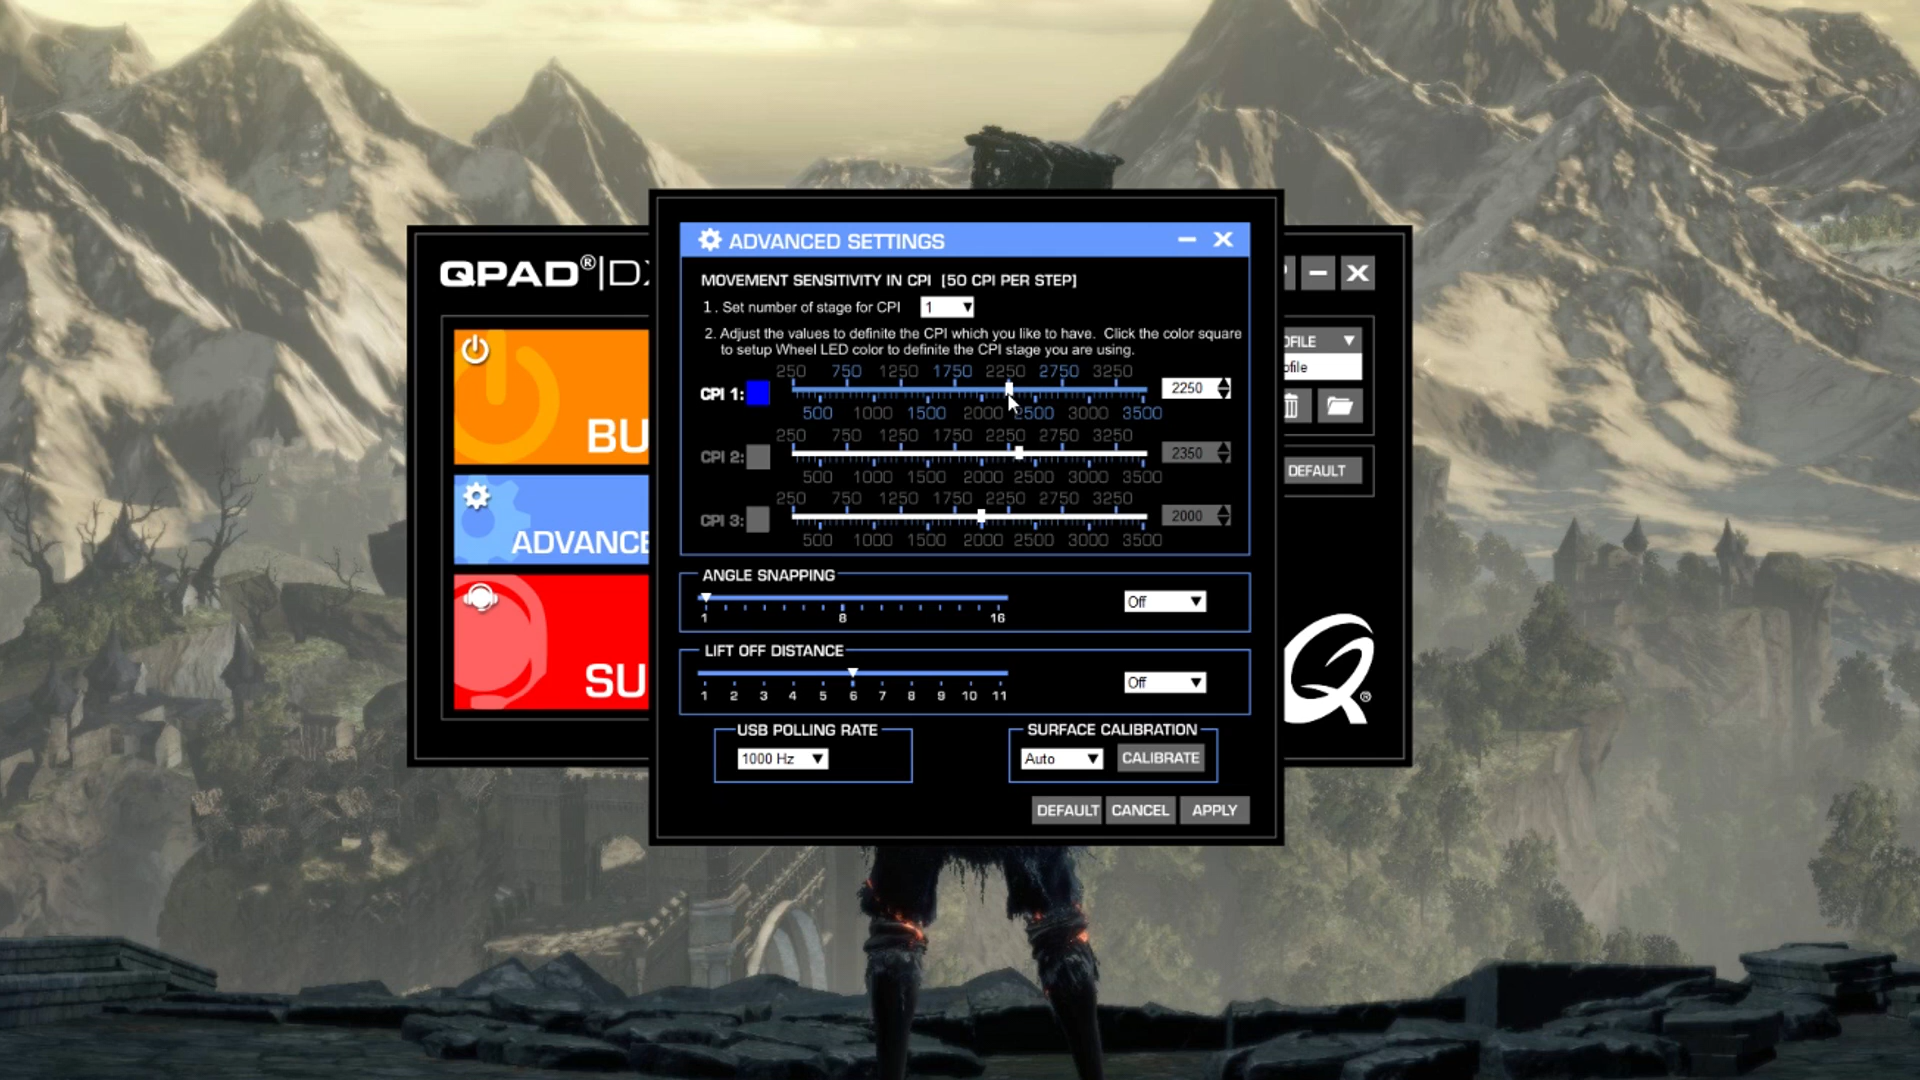 QPAD®|DX
BU
ADVANCE
SU
ADVANCED SETTINGS
MOVEMENT SENSITIVITY IN CPI [50 CPI PER STEP]
1. Set number of stage for CPI 1
2. Adjust the values to definite the CPI which you like to have. Click the color square
to setup Wheel LED color to definite the CPI stage you are using.
250 750 1250 1750 2250 2750 3250
CPI 1: 2250
500 1000 1500 2000 2500 3000 3500
250 750 1250 1750 2250 2750 3250
CPI 2: 2350
500 1000 1500 2000 2500 3000 3500
250 750 1250 1750 2250 2750 3250
CPI 3: 2000
500 1000 1500 2000 2500 3000 3500
ANGLE SNAPPING
Off
1 8 16
LIFT OFF DISTANCE
Off
1 2 3 4 5 6 7 8 9 10 11
USB POLLING RATE
1000 Hz
SURFACE CALIBRATION
Auto CALIBRATE
DEFAULT CANCEL APPLY
OFILE
ofile
DEFAULT
Q®